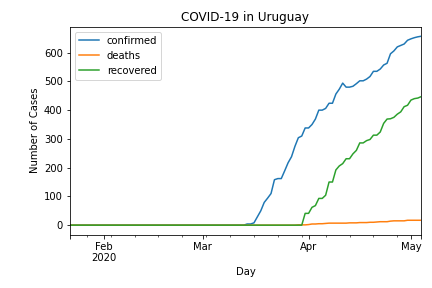 COVID-19 in Uruguay
confirmed
deaths
recovered
Number of Cases
600
500
400
300
200
100
0
Feb
2020
Mar
Apr
May
Day